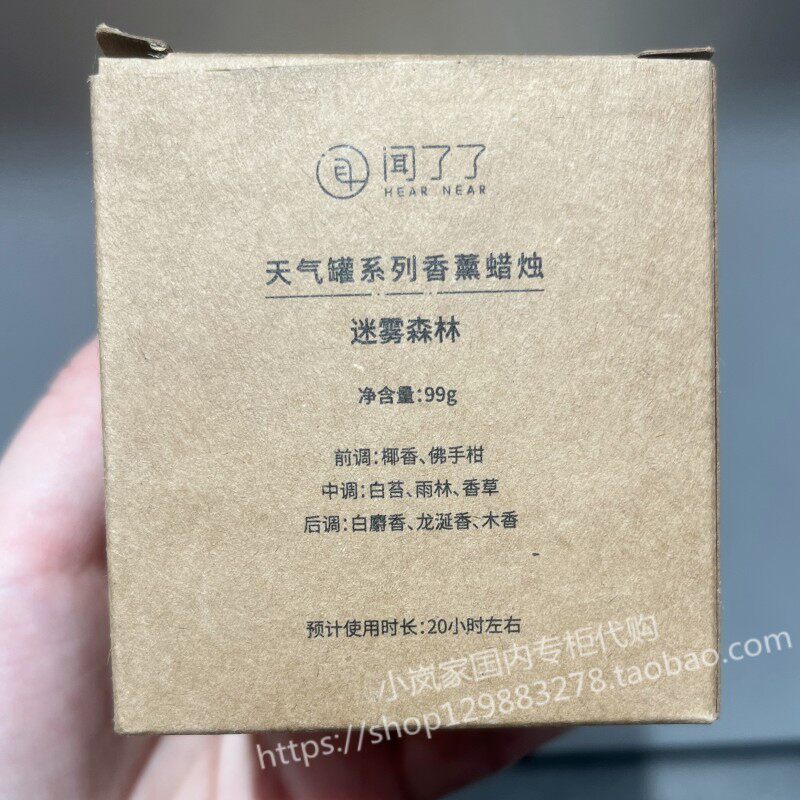 闻了了
HEAR NEAR
天气罐系列香薰蜡烛
迷雾森林
净含量:99g
前调:椰香、佛手柑
中调:白苔、雨林、香草
后调:白麝香、龙涎香、木香
预计使用时长:20小时左右
小岚家国内专柜代购
https://shop129883278.taobao.com